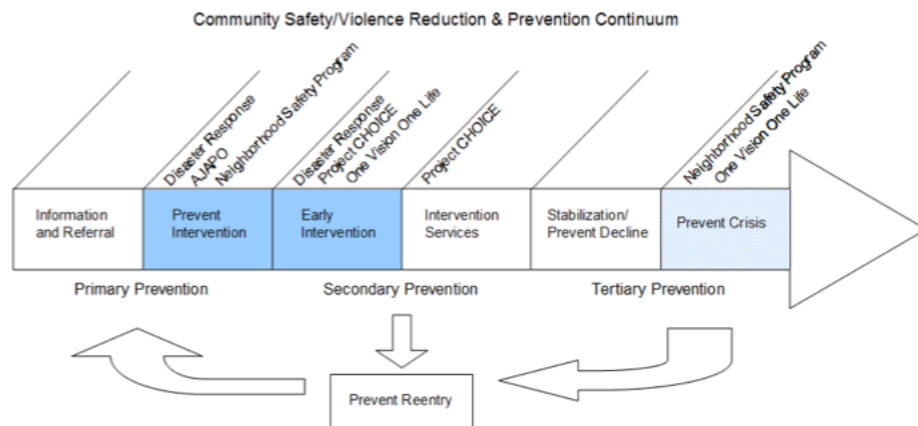 Community Safety/Violence Reduction & Prevention Continuum
Disaster Response
AJAPO
Neighborhood Safety Program
Disaster Response
Project CHOICE
One Vision One Life
Project CHOICE
Neighborhood Safety Program
One Vision One Life
Information
and Referral
Prevent
Intervention
Early
Intervention
Intervention
Services
Stabilization/
Prevent Decline
Prevent Crisis
Primary Prevention
Secondary Prevention
Tertiary Prevention
Prevent Reentry